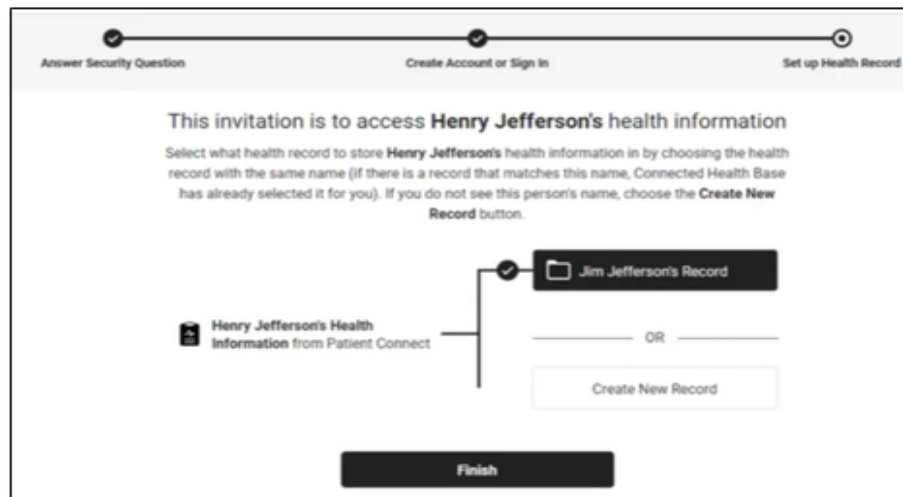 Answer Security Question
Create Account or Sign In
Set up Health Record
This invitation is to access Henry Jefferson's health information
Select what health record to store Henry Jefferson's health information in by choosing the health
record with the same name (if there is a record that matches this name, Connected Health Base
has already selected it for you). If you do not see this person's name, choose the Create New
Record button.
Jim Jefferson's Record
Henry Jefferson's Health
Information from Patient Connect
OR
Create New Record
Finish